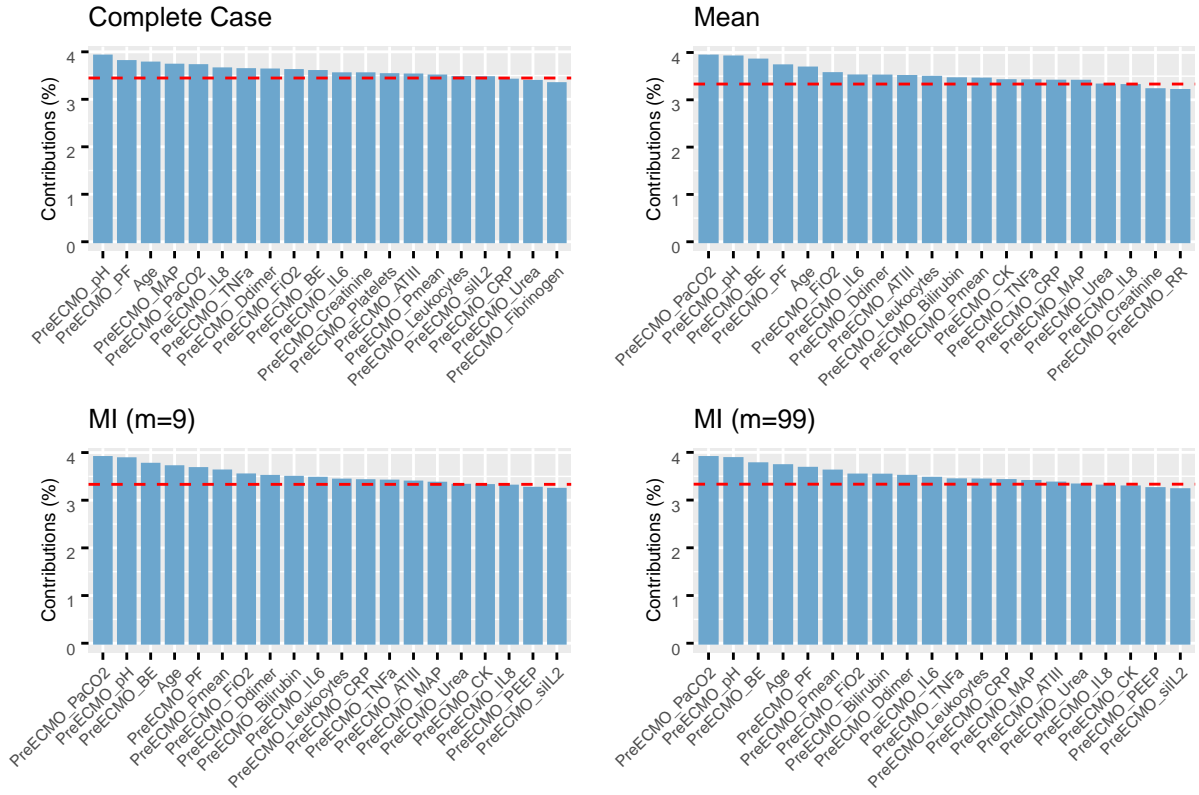 Complete Case
Contributions (%)
4
3
2
1
0
PreECMO_pH
PreECMO_PF
Age
PreECMO_MAP
PreECMO_PaCO2
PreECMO_IL8
PreECMO_TNFa
PreECMO_Ddimer
PreECMO_FiO2
PreECMO_BE
PreECMO_IL6
PreECMO_Creatinine
PreECMO_Platelets
PreECMO_ATIII
PreECMO_Pmean
PreECMO_Leukocytes
PreECMO_siIL2
PreECMO_CRP
PreECMO_Urea
PreECMO_Fibrinogen
Mean
Contributions (%)
4
3
2
1
0
PreECMO_PaCO2
PreECMO_pH
PreECMO_BE
PreECMO_PF
Age
PreECMO_FiO2
PreECMO_IL6
PreECMO_Ddimer
PreECMO_ATIII
PreECMO_Leukocytes
PreECMO_Bilirubin
PreECMO_Pmean
PreECMO_CK
PreECMO_TNFa
PreECMO_CRP
PreECMO_MAP
PreECMO_Urea
PreECMO_IL8
PreECMO_Creatinine
PreECMO_RR
MI (m=9)
Contributions (%)
4
3
2
1
0
PreECMO_PaCO2
PreECMO_pH
PreECMO_BE
Age
PreECMO_PF
PreECMO_Pmean
PreECMO_FiO2
PreECMO_Ddimer
PreECMO_Bilirubin
PreECMO_IL6
PreECMO_Leukocytes
PreECMO_CRP
PreECMO_TNFa
PreECMO_ATIII
PreECMO_MAP
PreECMO_Urea
PreECMO_CK
PreECMO_IL8
PreECMO_PEEP
PreECMO_siIL2
MI (m=99)
Contributions (%)
4
3
2
1
0
PreECMO_PaCO2
PreECMO_pH
PreECMO_BE
Age
PreECMO_PF
PreECMO_Pmean
PreECMO_FiO2
PreECMO_Bilirubin
PreECMO_Ddimer
PreECMO_IL6
PreECMO_TNFa
PreECMO_Leukocytes
PreECMO_CRP
PreECMO_MAP
PreECMO_ATIII
PreECMO_Urea
PreECMO_IL8
PreECMO_CK
PreECMO_PEEP
PreECMO_siIL2